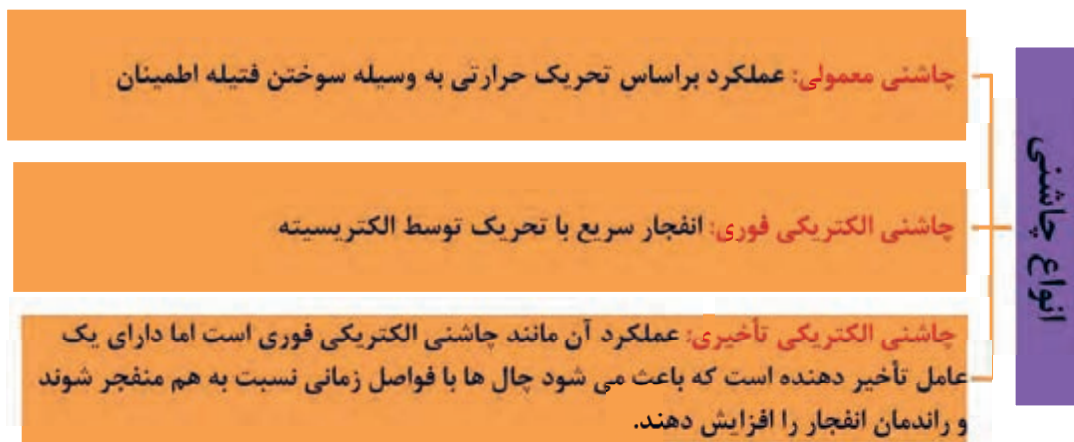 انواع چاشنی
چاشنی معمولی: عملکرد براساس تحریک حرارتی به وسیله سوختن فتیله اطمینان
چاشنی الکتریکی فوری: انفجار سریع با تحریک توسط الکتریسیته
چاشنی الکتریکی تأخیری: عملکرد آن مانند چاشنی الکتریکی فوری است اما دارای یک
عامل تأخیر دهنده است که باعث می شود چال ها با فواصل زمانی نسبت به هم منفجر شوند
و راندمان انفجار را افزایش دهند.